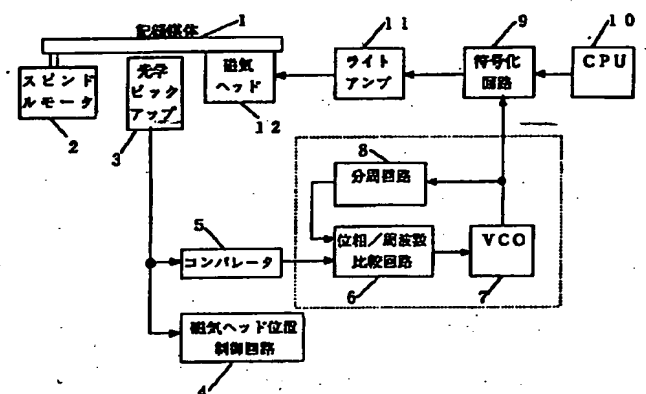 記録媒体
1
スピンド
ルモータ
2
光学
ピック
アップ
3
磁気
ヘッド
12
11
ライト
アンプ
9
符号化
回路
10
CPU
8
分周回路
5
コンパレータ
位相/周波数
比較回路
6
VCO
7
磁気ヘッド位置
制御回路
4